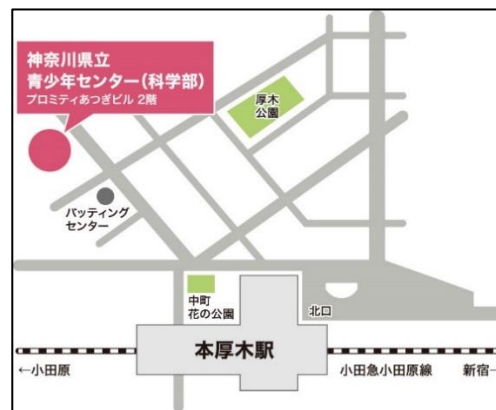 神奈川県立
青少年センター(科学部)
プロミティあつぎビル 2階
厚木
公園
バッティング
センター
中町
花の公園
北口
本厚木駅
←小田原
小田急小田原線
新宿→